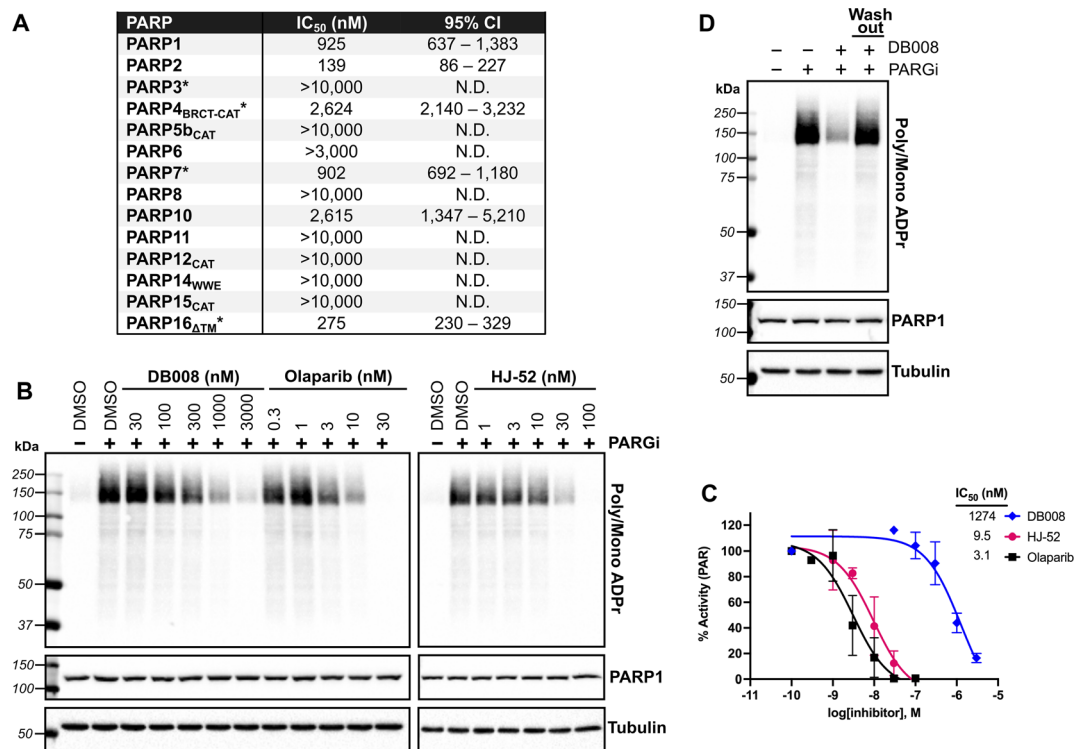 A
PARP IC50 (nM) 95% CI
PARP1 925 637 – 1,383
PARP2 139 86 – 227
PARP3* >10,000 N.D.
PARP4BRCT-CAT* 2,624 2,140 – 3,232
PARP5bCAT >10,000 N.D.
PARP6 >3,000 N.D.
PARP7* 902 692 – 1,180
PARP8 >10,000 N.D.
PARP10 2,615 1,347 – 5,210
PARP11 >10,000 N.D.
PARP12CAT >10,000 N.D.
PARP14WWE >10,000 N.D.
PARP15CAT >10,000 N.D.
PARP16ΔTM* 275 230 – 329
D
Wash
out
– – + + DB008
– + + + PARGi
kDa
250
150
100
75
50
37
Poly/Mono ADPr
150
100
PARP1
50
Tubulin
B
DB008 (nM) Olaparib (nM) HJ-52 (nM)
DMSO DMSO 30 100 300 1000 3000 0.3 1 3 10 30 DMSO DMSO 1 3 10 30 100
– + + + + + + + + + + + – + + + + + + PARGi
kDa
250
150
100
75
50
37
Poly/Mono ADPr
150
100
PARP1
50
Tubulin
C
IC50 (nM)
1274 DB008
9.5 HJ-52
3.1 Olaparib
% Activity (PAR)
120
100
80
60
40
20
0
-11 -10 -9 -8 -7 -6 -5
log[inhibitor], M